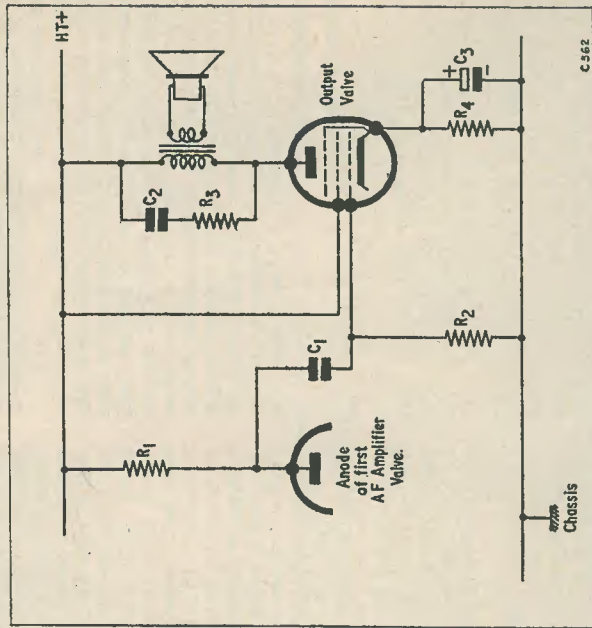 HT+
R1
C1
Anode
of first
AF Amplifier
Valve.
R2
C2
R3
Output
Valve
R4
+ C3
-
Chassis
C562